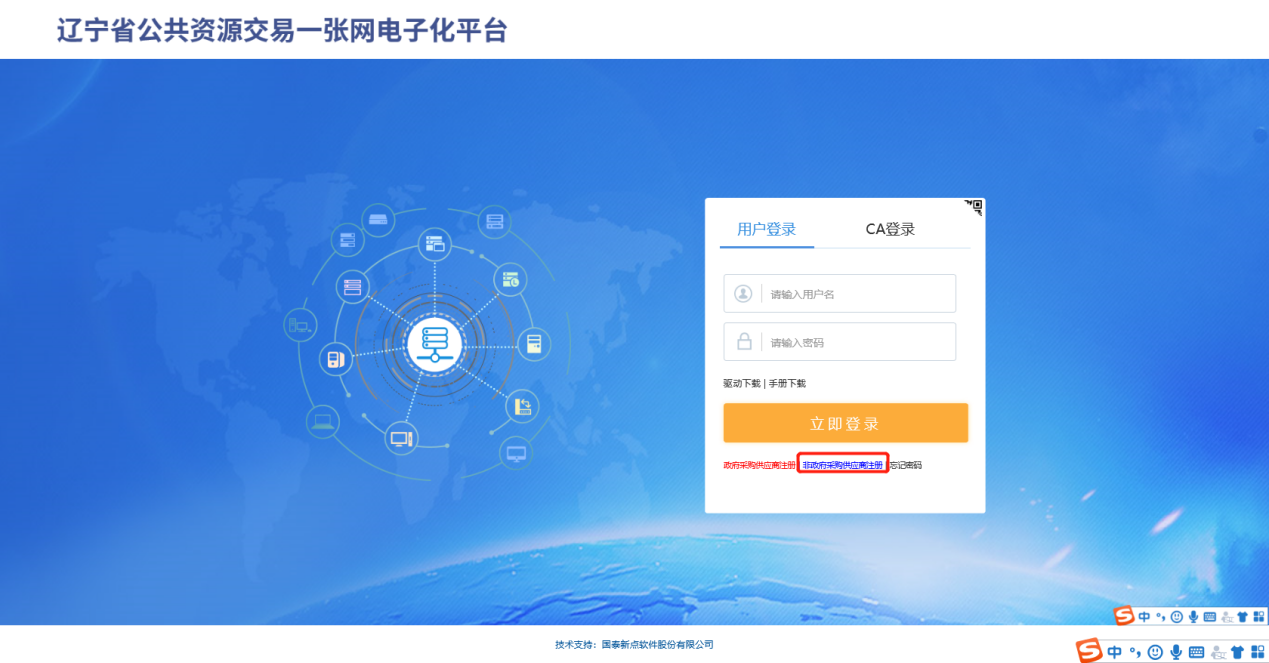 辽宁省公共资源交易一张网电子化平台
用户登录 CA登录
请输入用户名
请输入密码
驱动下载 | 手册下载
立即登录
政府采购供应商注册 非政府采购供应商注册 忘记密码
中
技术支持：国泰新点软件股份有限公司
中